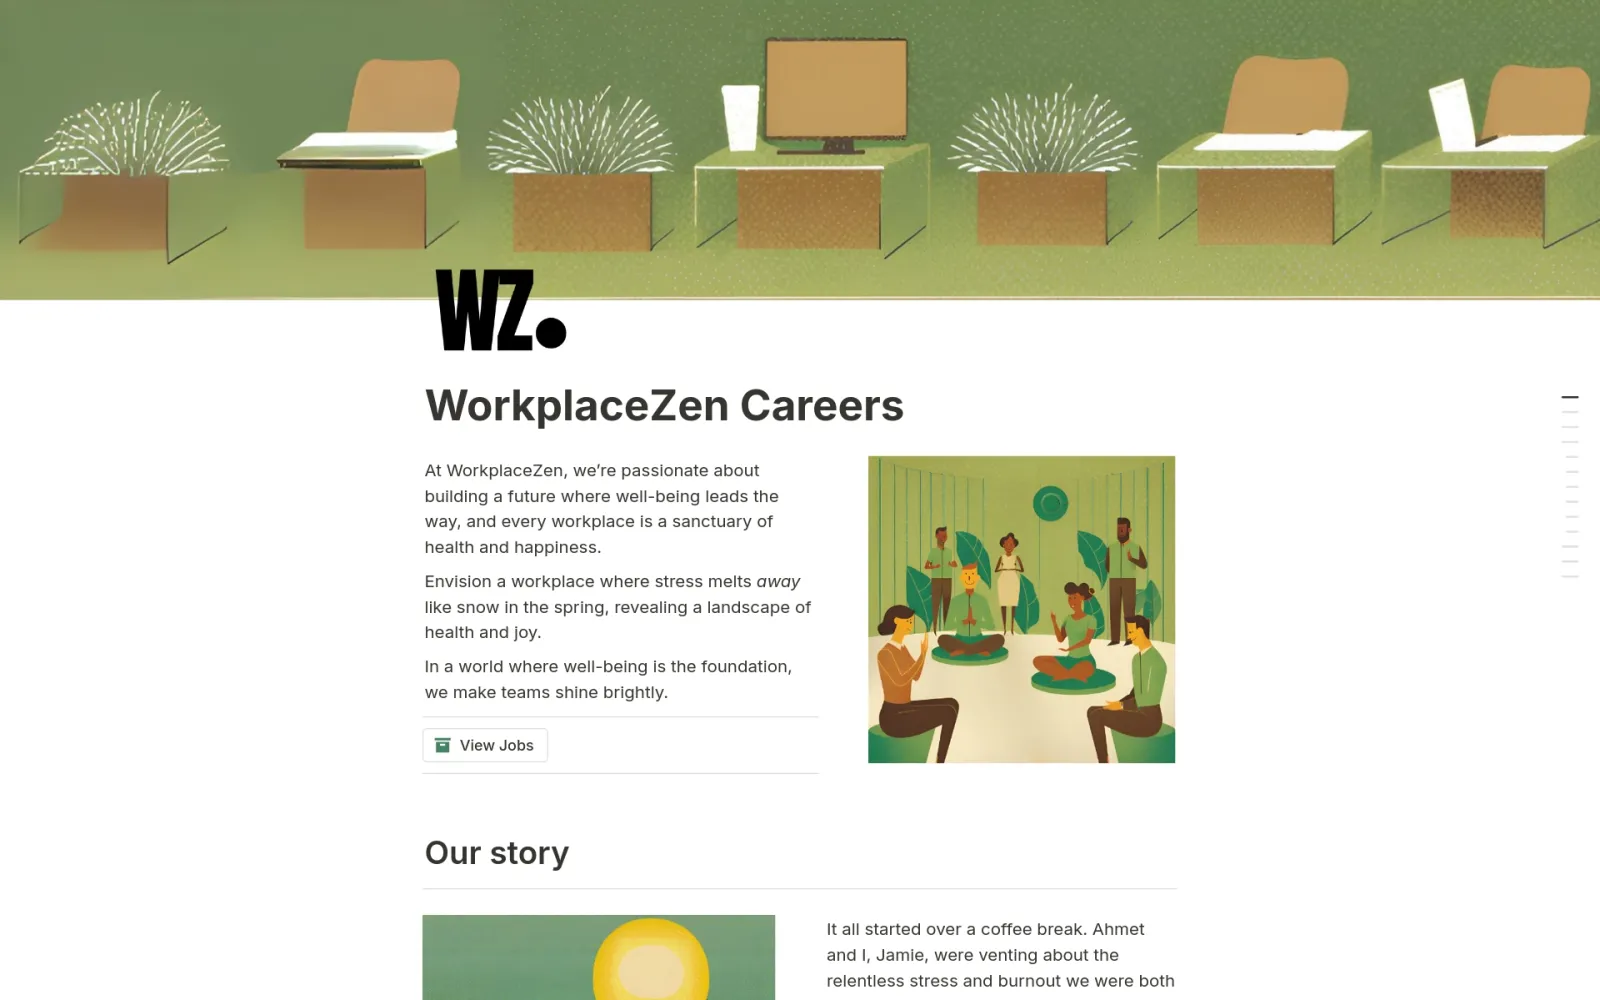 WZ.
WorkplaceZen Careers
At WorkplaceZen, we’re passionate about
building a future where well-being leads the
way, and every workplace is a sanctuary of
health and happiness.
Envision a workplace where stress melts away
like snow in the spring, revealing a landscape of
health and joy.
In a world where well-being is the foundation,
we make teams shine brightly.
View Jobs
Our story
It all started over a coffee break. Ahmet
and I, Jamie, were venting about the
relentless stress and burnout we were both